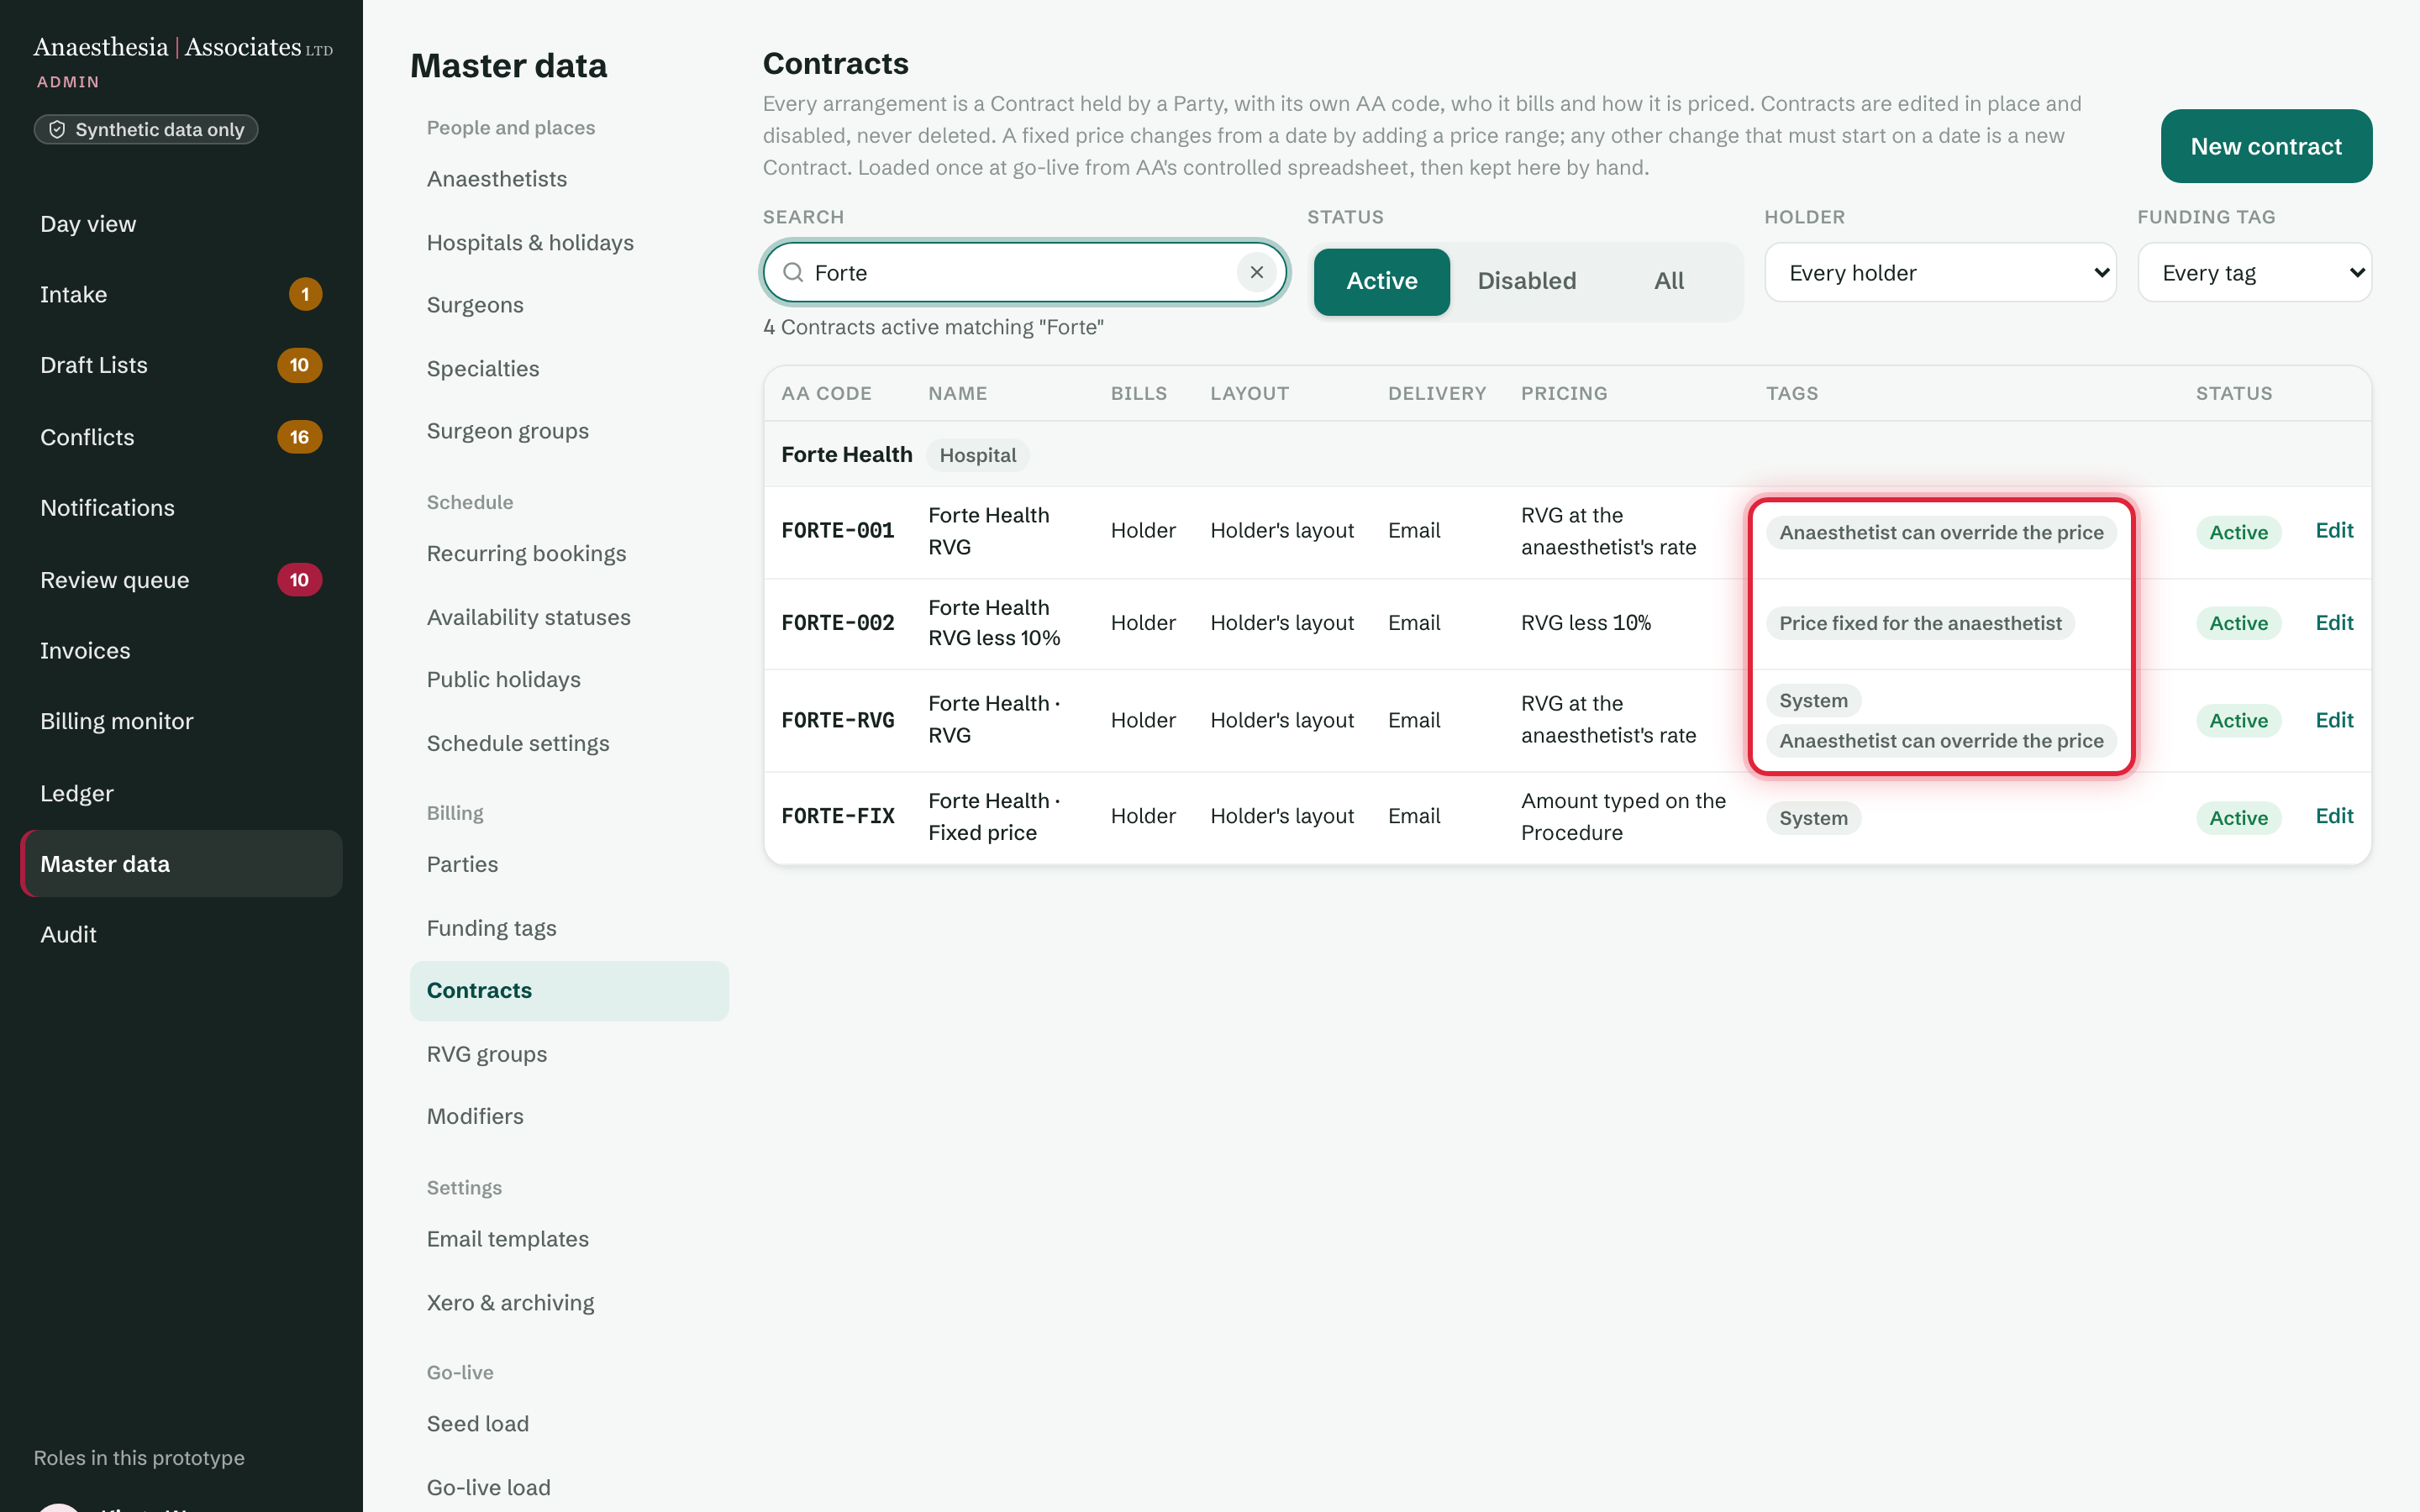 Anaesthesia | Associates LTD
ADMIN
Synthetic data only
Day view
Intake 1
Draft Lists 10
Conflicts 16
Notifications
Review queue 10
Invoices
Billing monitor
Ledger
Master data
Audit
Roles in this prototype
Master data
People and places
Anaesthetists
Hospitals & holidays
Surgeons
Specialties
Surgeon groups
Schedule
Recurring bookings
Availability statuses
Public holidays
Schedule settings
Billing
Parties
Funding tags
Contracts
RVG groups
Modifiers
Settings
Email templates
Xero & archiving
Go-live
Seed load
Go-live load
Contracts
Every arrangement is a Contract held by a Party, with its own AA code, who it bills and how it is priced. Contracts are edited in place and
disabled, never deleted. A fixed price changes from a date by adding a price range; any other change that must start on a date is a new
Contract. Loaded once at go-live from AA's controlled spreadsheet, then kept here by hand.
New contract
SEARCH STATUS HOLDER FUNDING TAG
Forte Active Disabled All Every holder Every tag
4 Contracts active matching "Forte"
AA CODE NAME BILLS LAYOUT DELIVERY PRICING TAGS STATUS
Forte Health Hospital
FORTE-001 Forte Health RVG Holder Holder's layout Email RVG at the anaesthetist's rate Anaesthetist can override the price Active Edit
FORTE-002 Forte Health RVG less 10% Holder Holder's layout Email RVG less 10% Price fixed for the anaesthetist Active Edit
FORTE-RVG Forte Health · RVG Holder Holder's layout Email RVG at the anaesthetist's rate System Anaesthetist can override the price Active Edit
FORTE-FIX Forte Health · Fixed price Holder Holder's layout Email Amount typed on the Procedure System Active Edit